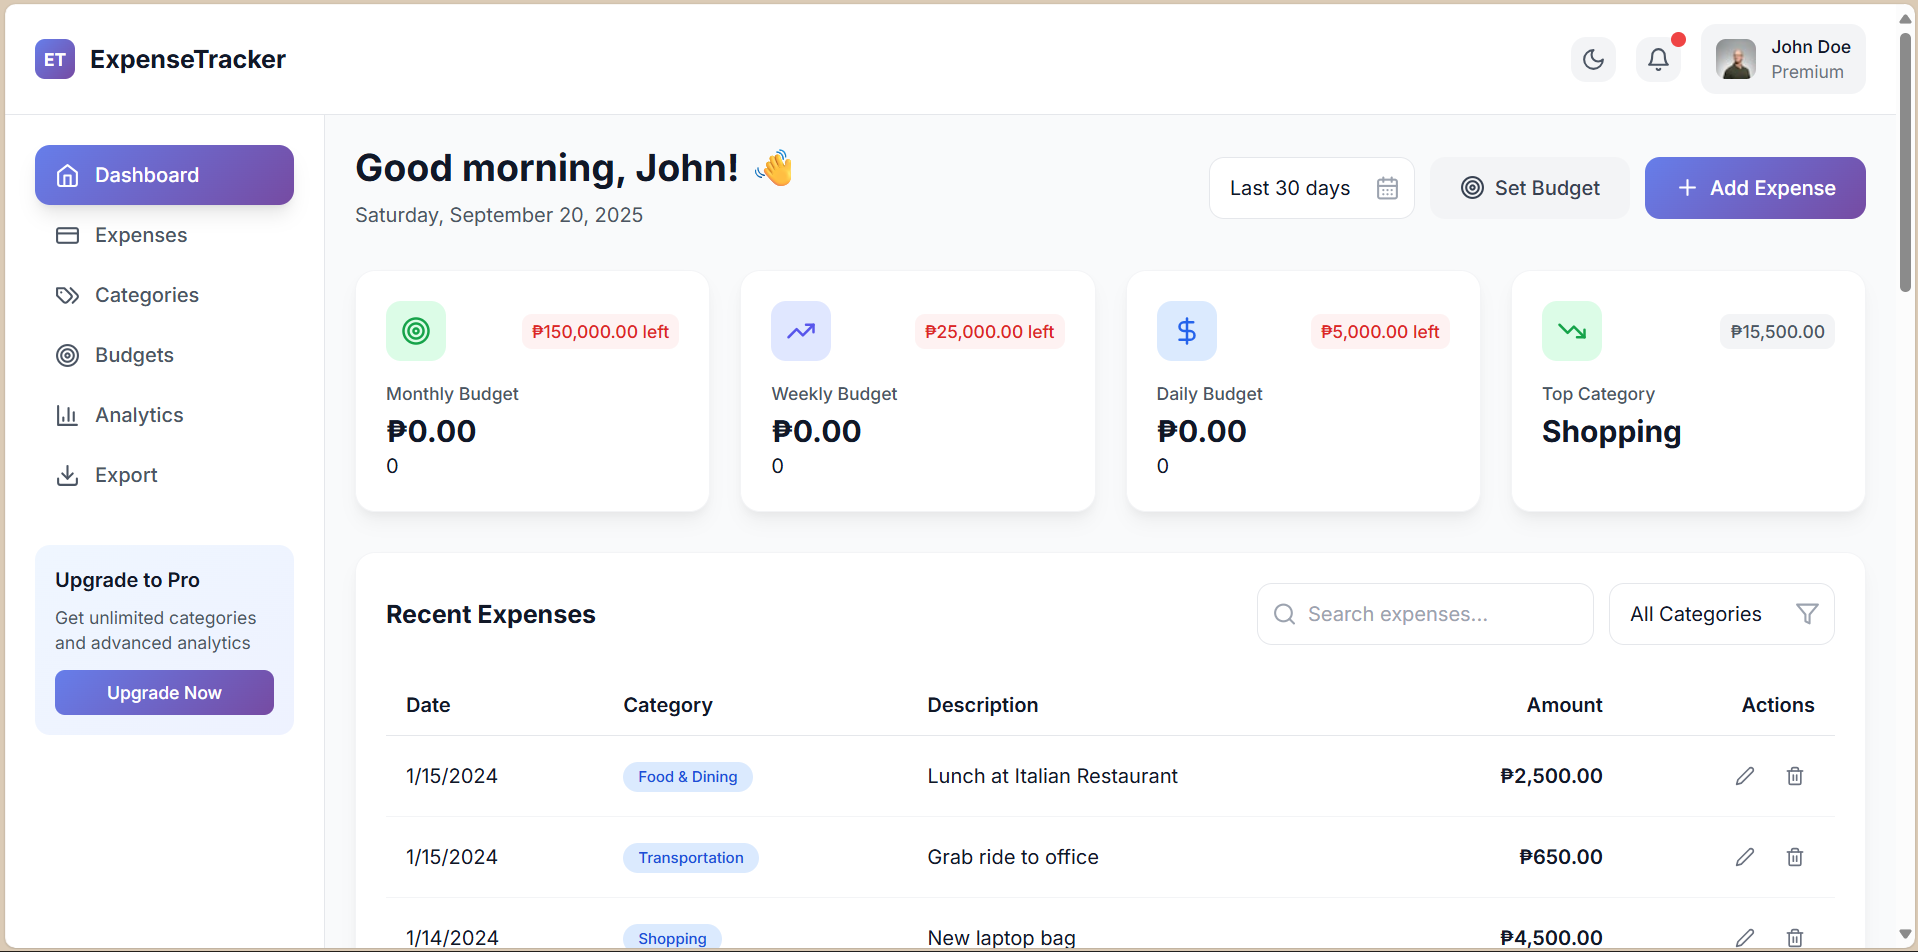 ET
ExpenseTracker
John Doe
Premium
Dashboard
Expenses
Categories
Budgets
Analytics
Export
Upgrade to Pro
Get unlimited categories
and advanced analytics
Upgrade Now
Good morning, John! 👋
Saturday, September 20, 2025
Last 30 days
Set Budget
Add Expense
₱150,000.00 left
Monthly Budget
₱0.00
0
₱25,000.00 left
Weekly Budget
₱0.00
0
₱5,000.00 left
Daily Budget
₱0.00
0
₱15,500.00
Top Category
Shopping
Recent Expenses
Search expenses...
All Categories
Date Category Description Amount Actions
1/15/2024 Food & Dining Lunch at Italian Restaurant ₱2,500.00
1/15/2024 Transportation Grab ride to office ₱650.00
1/14/2024 Shopping New laptop bag ₱4,500.00